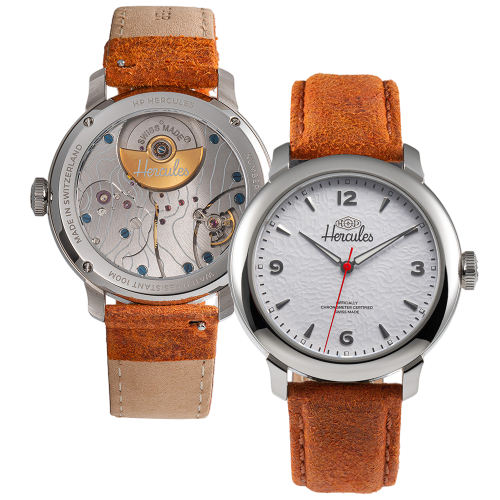 HP HERCULES
SWISS MADE
Hercules
MADE IN SWITZERLAND
WATER RESISTANT 100M
HOP
Hercules
12
3
6
9
OFFICIALLY
CHRONOMETER CERTIFIED
SWISS MADE